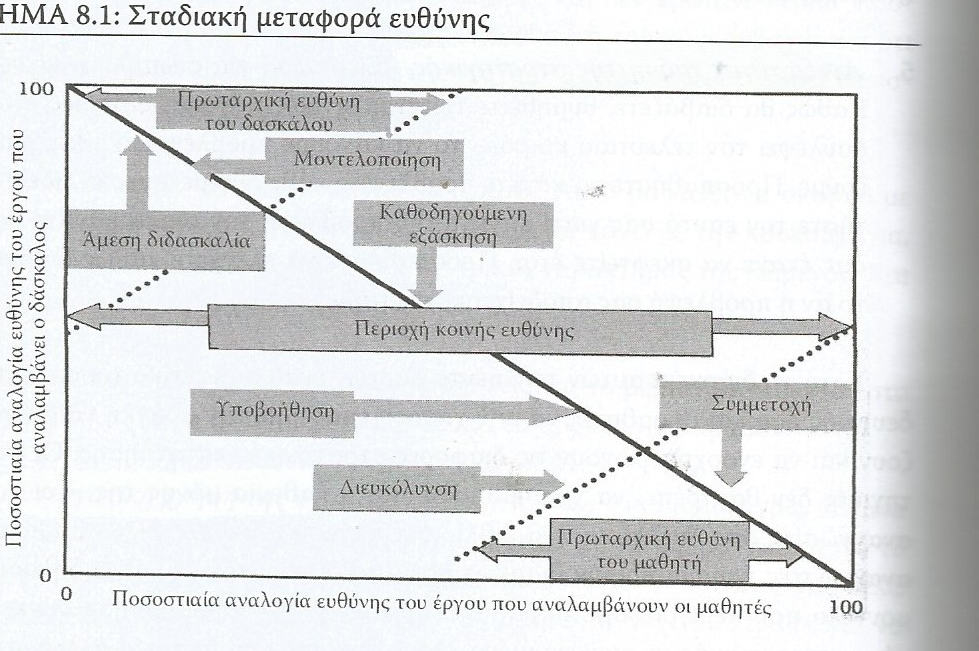 ΗΜΑ 8.1: Σταδιακή μεταφορά ευθύνης
100
Ποσοστιαία αναλογία ευθύνης του έργου που
αναλαμβάνει ο δάσκαλος
Πρωταρχική ευθύνη
του δασκάλου
Μοντελοποίηση
Καθοδηγούμενη
εξάσκηση
Άμεση διδασκαλία
Περιοχή κοινής ευθύνης
Υποβοήθηση
Συμμετοχή
Διευκόλυνση
Πρωταρχική ευθύνη
του μαθητή
0
0
Ποσοστιαία αναλογία ευθύνης του έργου που αναλαμβάνουν οι μαθητές
100